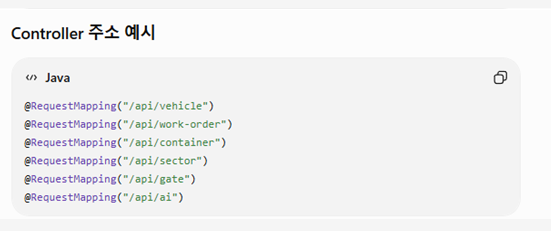 Controller 주소 예시
Java
@RequestMapping("/api/vehicle")
@RequestMapping("/api/work-order")
@RequestMapping("/api/container")
@RequestMapping("/api/sector")
@RequestMapping("/api/gate")
@RequestMapping("/api/ai")